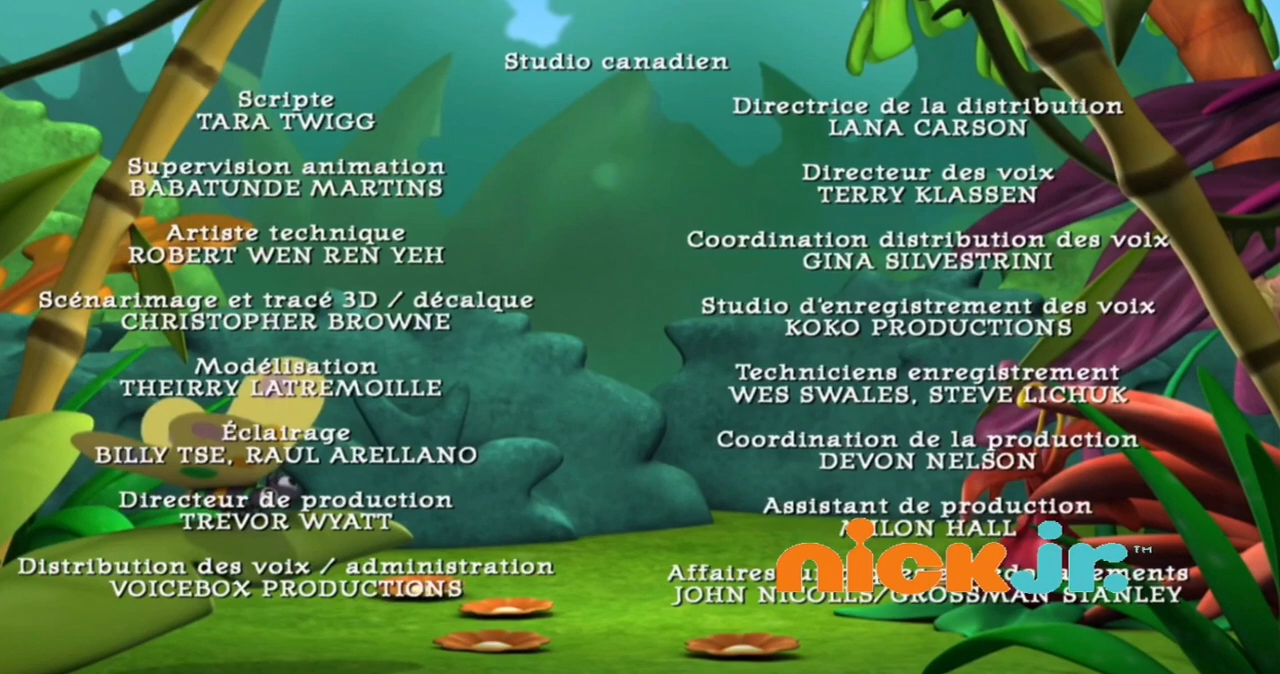 Studio canadien
Scripte
TARA TWIGG
Supervision animation
BABATUNDE MARTINS
Artiste technique
ROBERT WEN REN YEH
Scénarimage et tracé 3D / décalque
CHRISTOPHER BROWNE
Modélisation
THEIRRY LATREMOILLE
Éclairage
BILLY TSE, RAUL ARELLANO
Directeur de production
TREVOR WYATT
Distribution des voix / administration
VOICEBOX PRODUCTIONS
Directrice de la distribution
LANA CARSON
Directeur des voix
TERRY KLASSEN
Coordination distribution des voix
GINA SILVESTRINI
Studio d'enregistrement des voix
KOKO PRODUCTIONS
Techniciens enregistrement
WES SWALES, STEVE LICHUK
Coordination de la production
DEVON NELSON
Assistant de production
HALL
Affaires
JOHN NICOLLS/GROSSMAN STANLEY
nick jr™